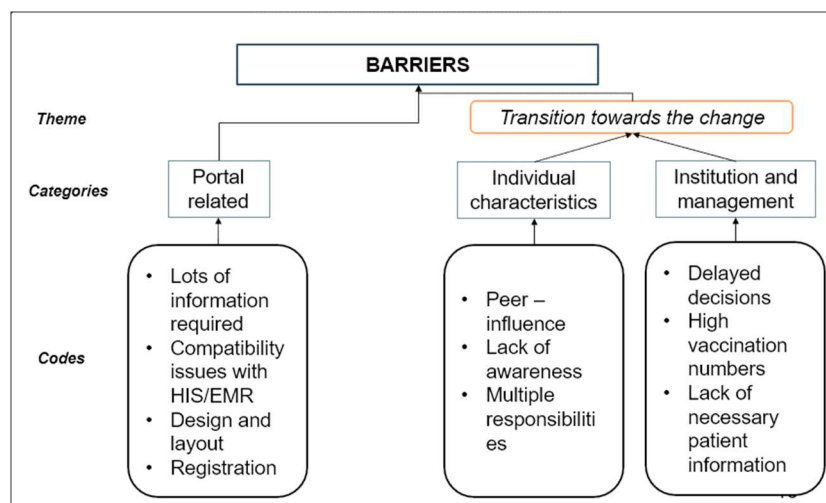 BARRIERS
Theme
Transition towards the change
Categories
Portal
related
Individual
characteristics
Institution and
management
Codes
• Lots of
information
required
• Compatibility
issues with
HIS/EMR
• Design and
layout
• Registration
• Peer –
influence
• Lack of
awareness
• Multiple
responsibiliti
es
• Delayed
decisions
• High
vaccination
numbers
• Lack of
necessary
patient
information